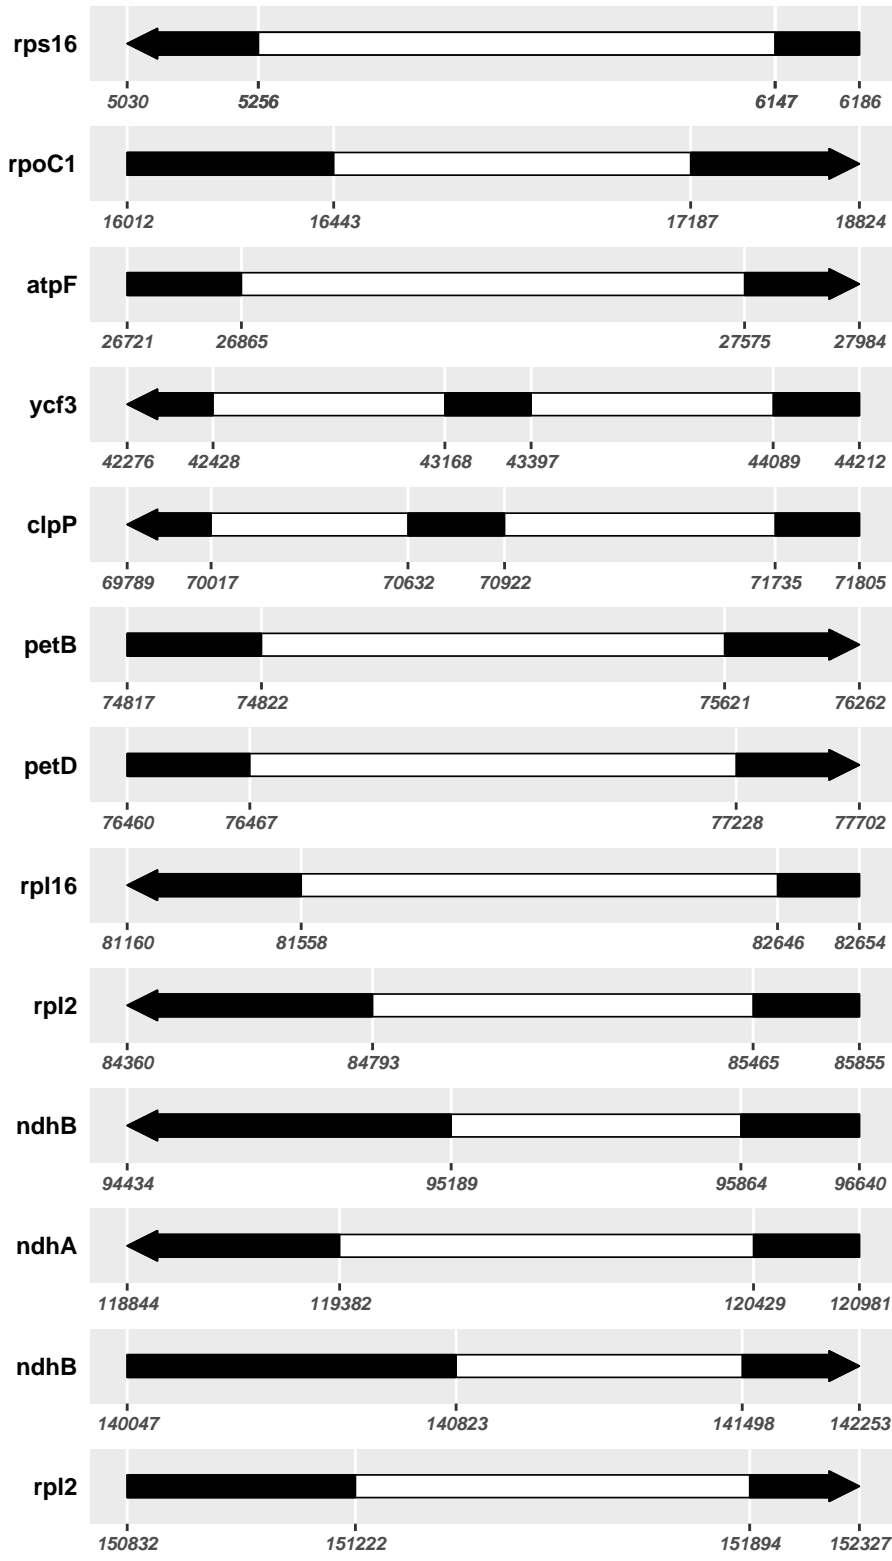 rps16
5030 5256 6147 6186
rpoC1
16012 16443 17187 18824
atpF
26721 26865 27575 27984
ycf3
42276 42428 43168 43397 44089 44212
clpP
69789 70017 70632 70922 71735 71805
petB
74817 74822 75621 76262
petD
76460 76467 77228 77702
rpl16
81160 81558 82646 82654
rpl2
84360 84793 85465 85855
ndhB
94434 95189 95864 96640
ndhA
118844 119382 120429 120981
ndhB
140047 140823 141498 142253
rpl2
150832 151222 151894 152327